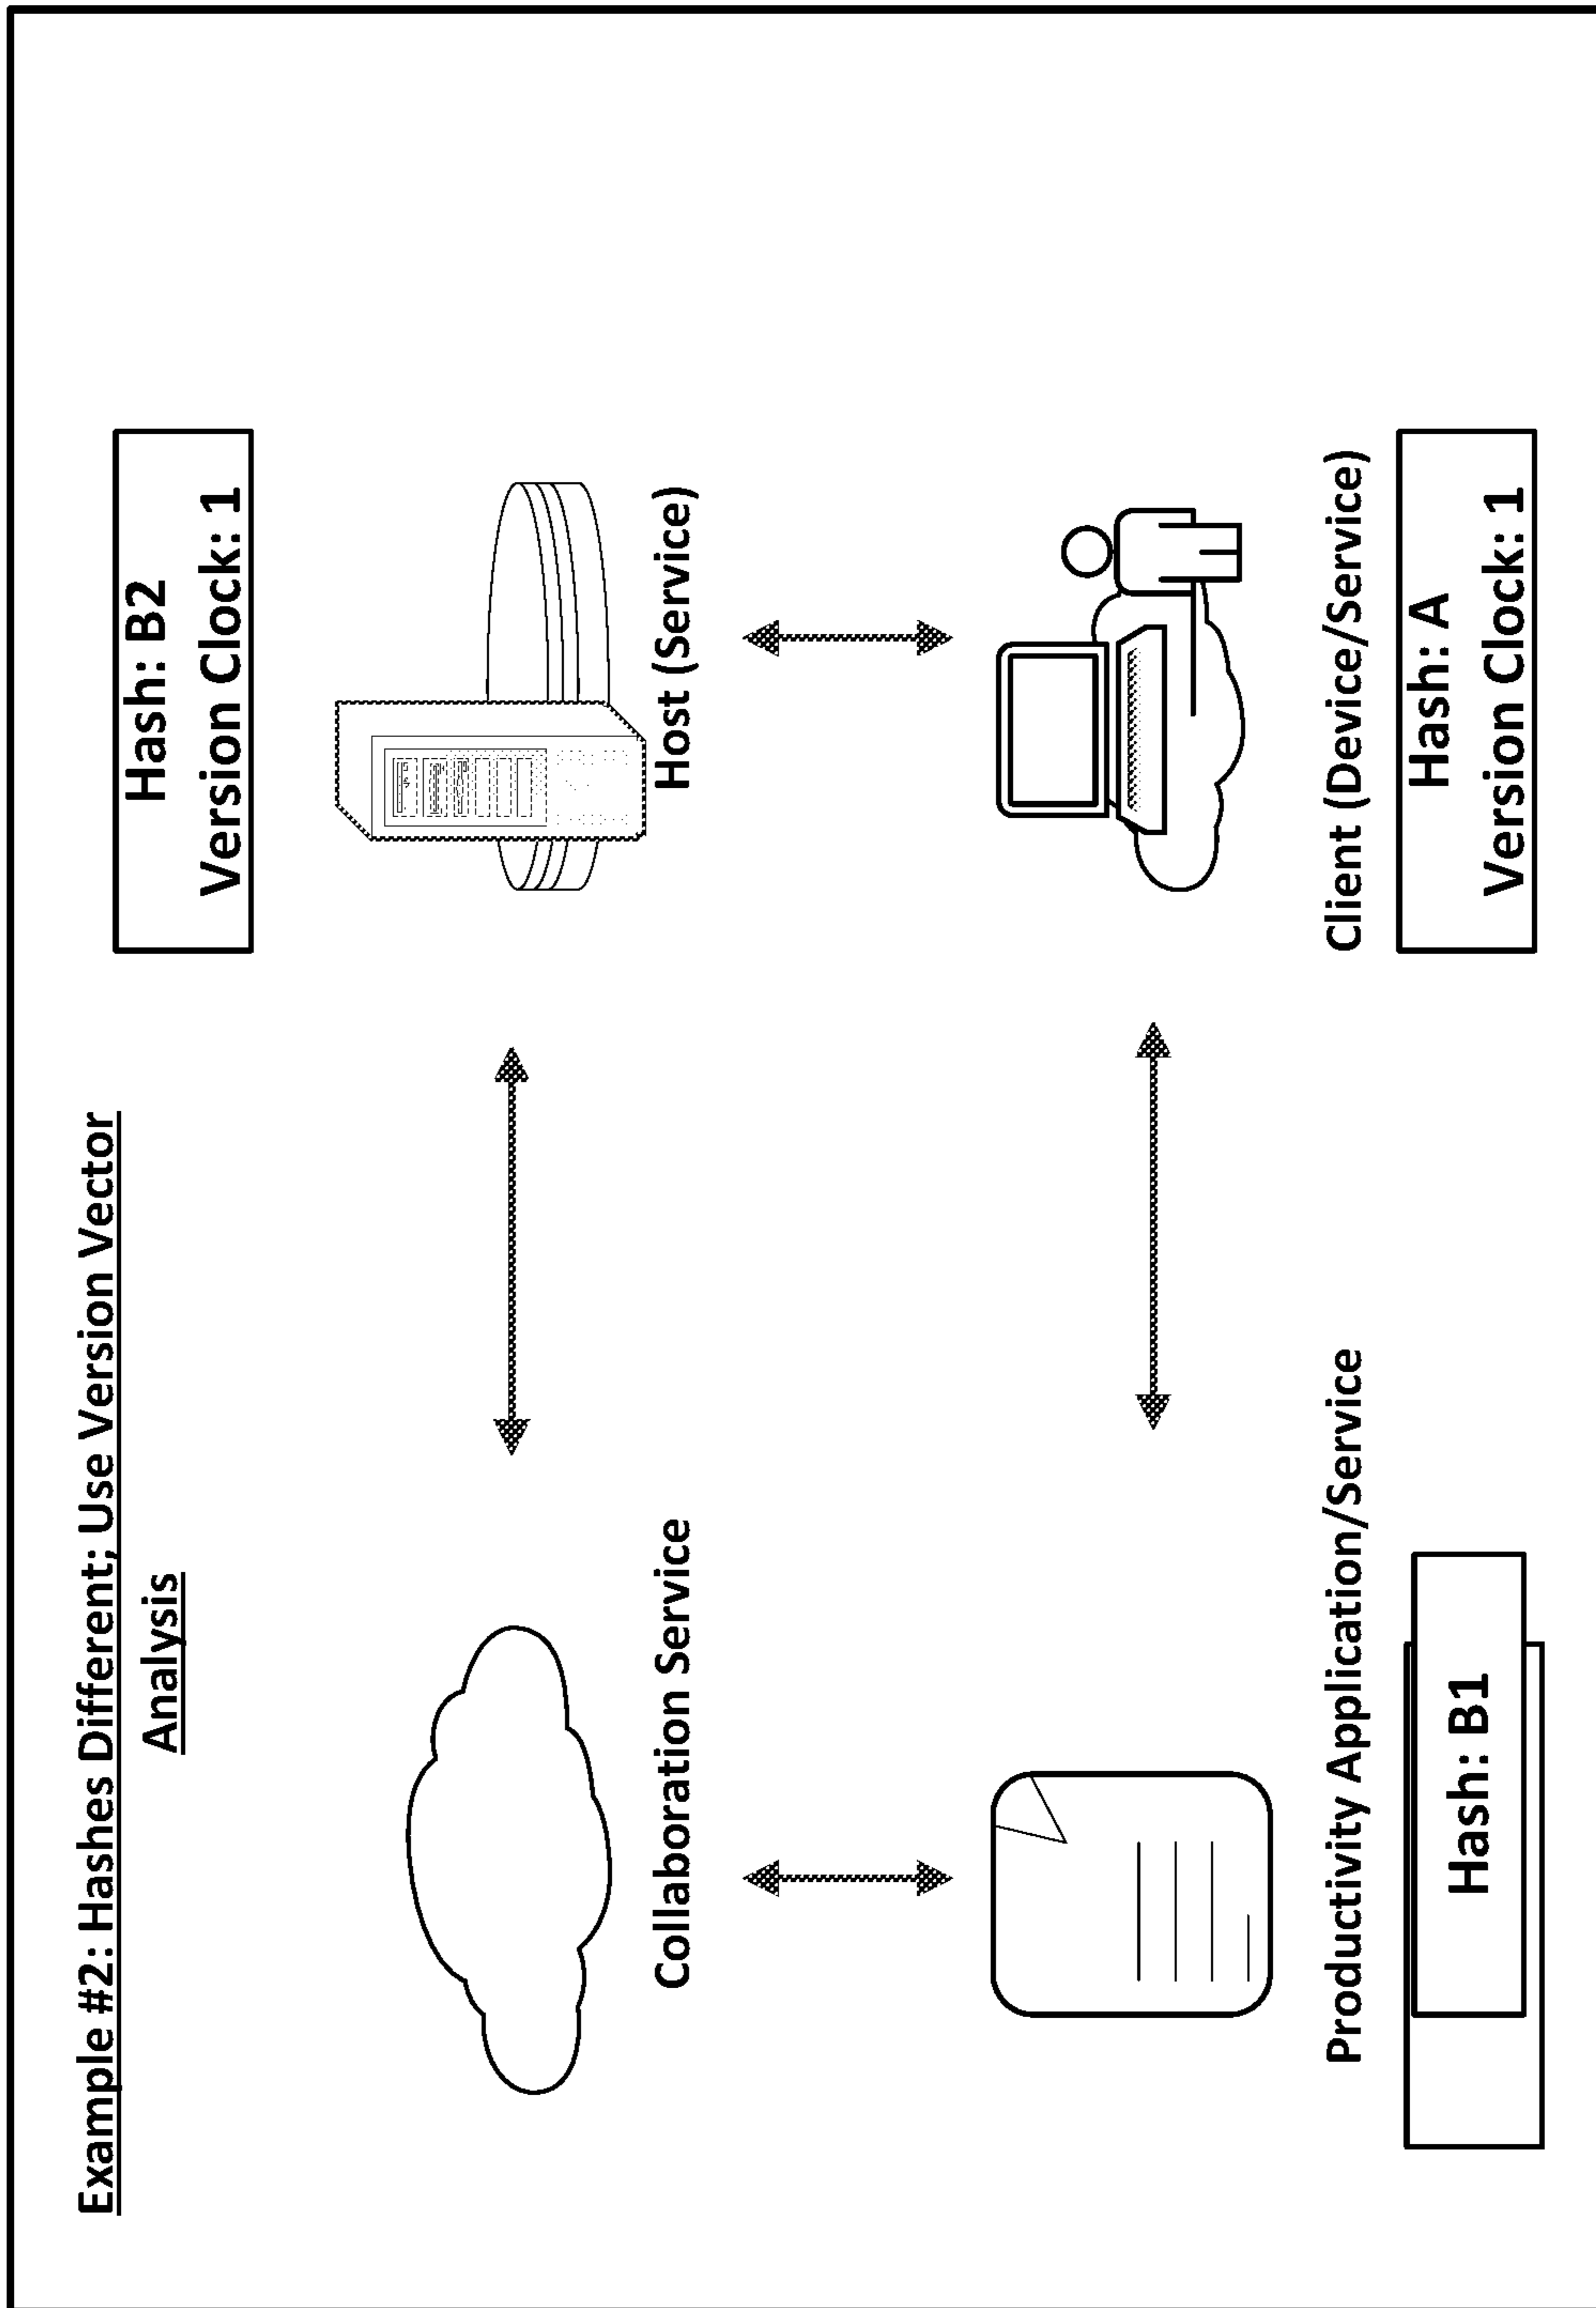 Example #2: Hashes Different; Use Version Vector
Analysis
Hash: B2
Version Clock: 1
Collaboration Service
Host (Service)
Productivity Application/Service
Client (Device/Service)
Hash: B1
Hash: A
Version Clock: 1